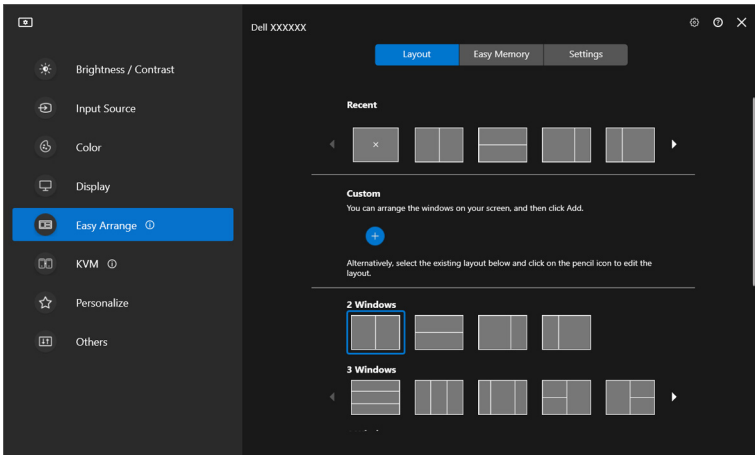 Dell XXXXXX
Brightness / Contrast
Input Source
Color
Display
Easy Arrange
KVM
Personalize
Others
Layout
Easy Memory
Settings
Recent
Custom
You can arrange the windows on your screen, and then click Add.
Alternatively, select the existing layout below and click on the pencil icon to edit the
layout.
2 Windows
3 Windows